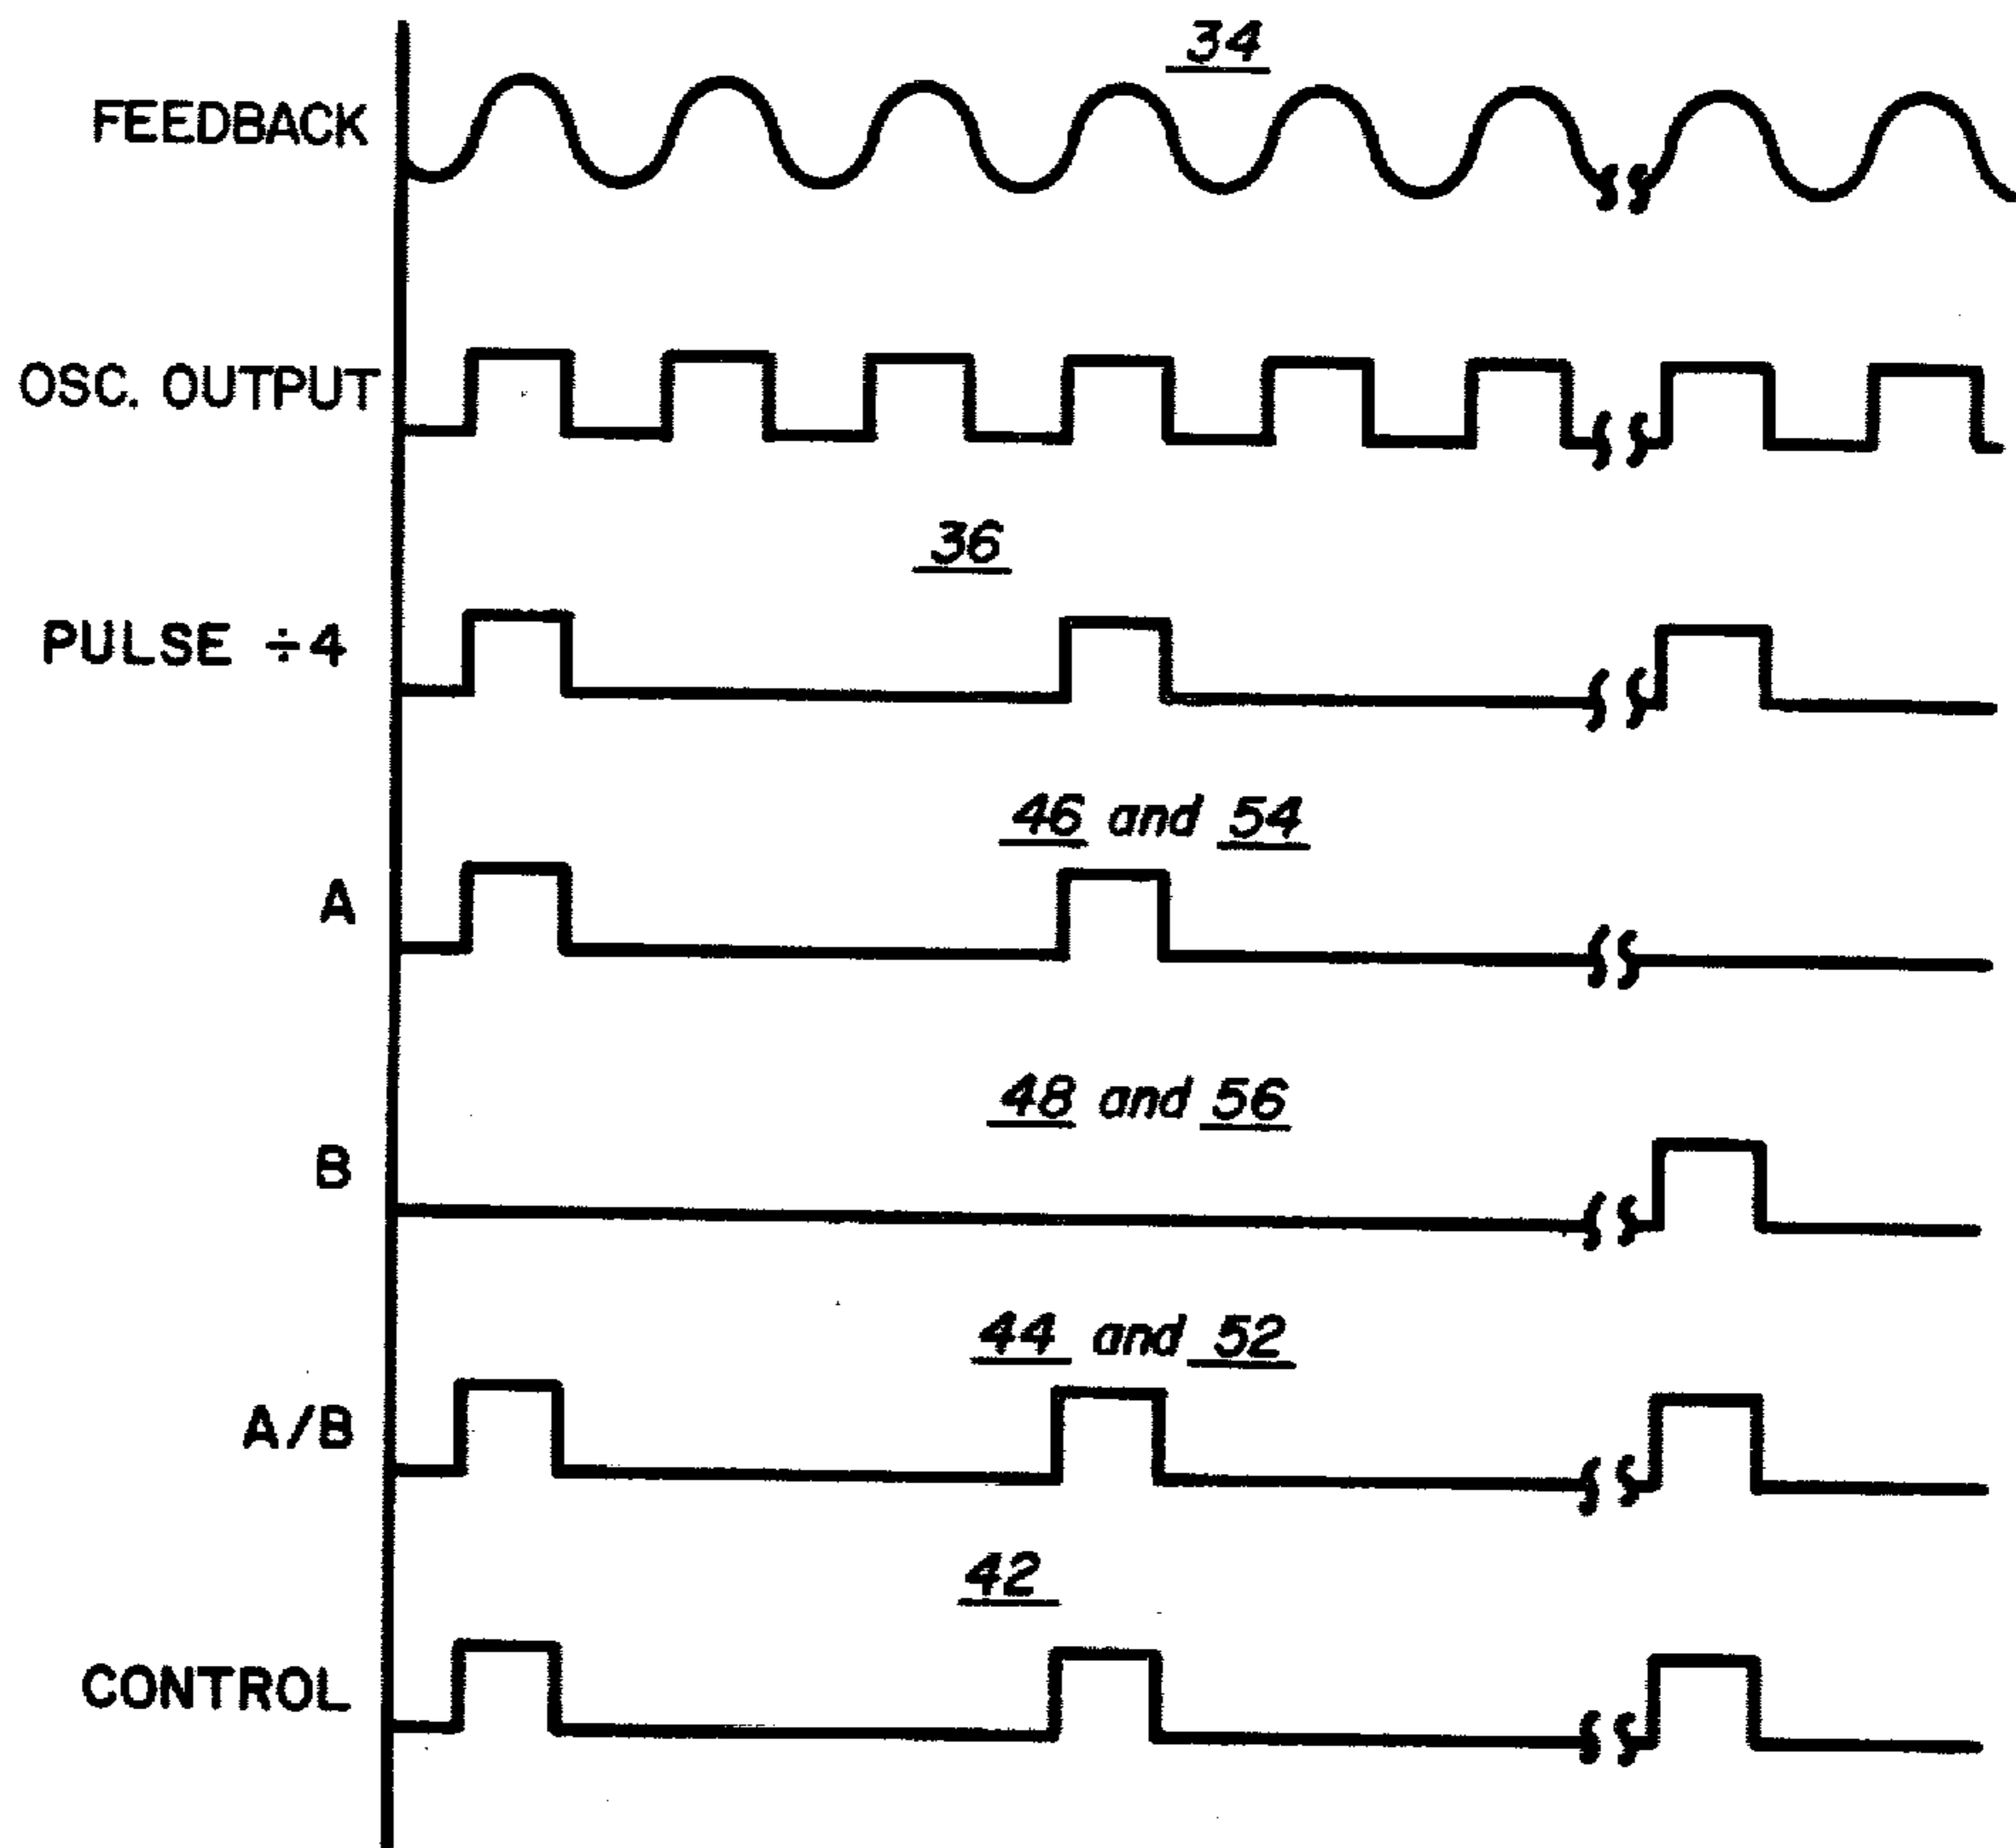 34
FEEDBACK
OSC. OUTPUT
36
PULSE ÷4
46 and 54
A
48 and 56
B
44 and 52
A/B
42
CONTROL